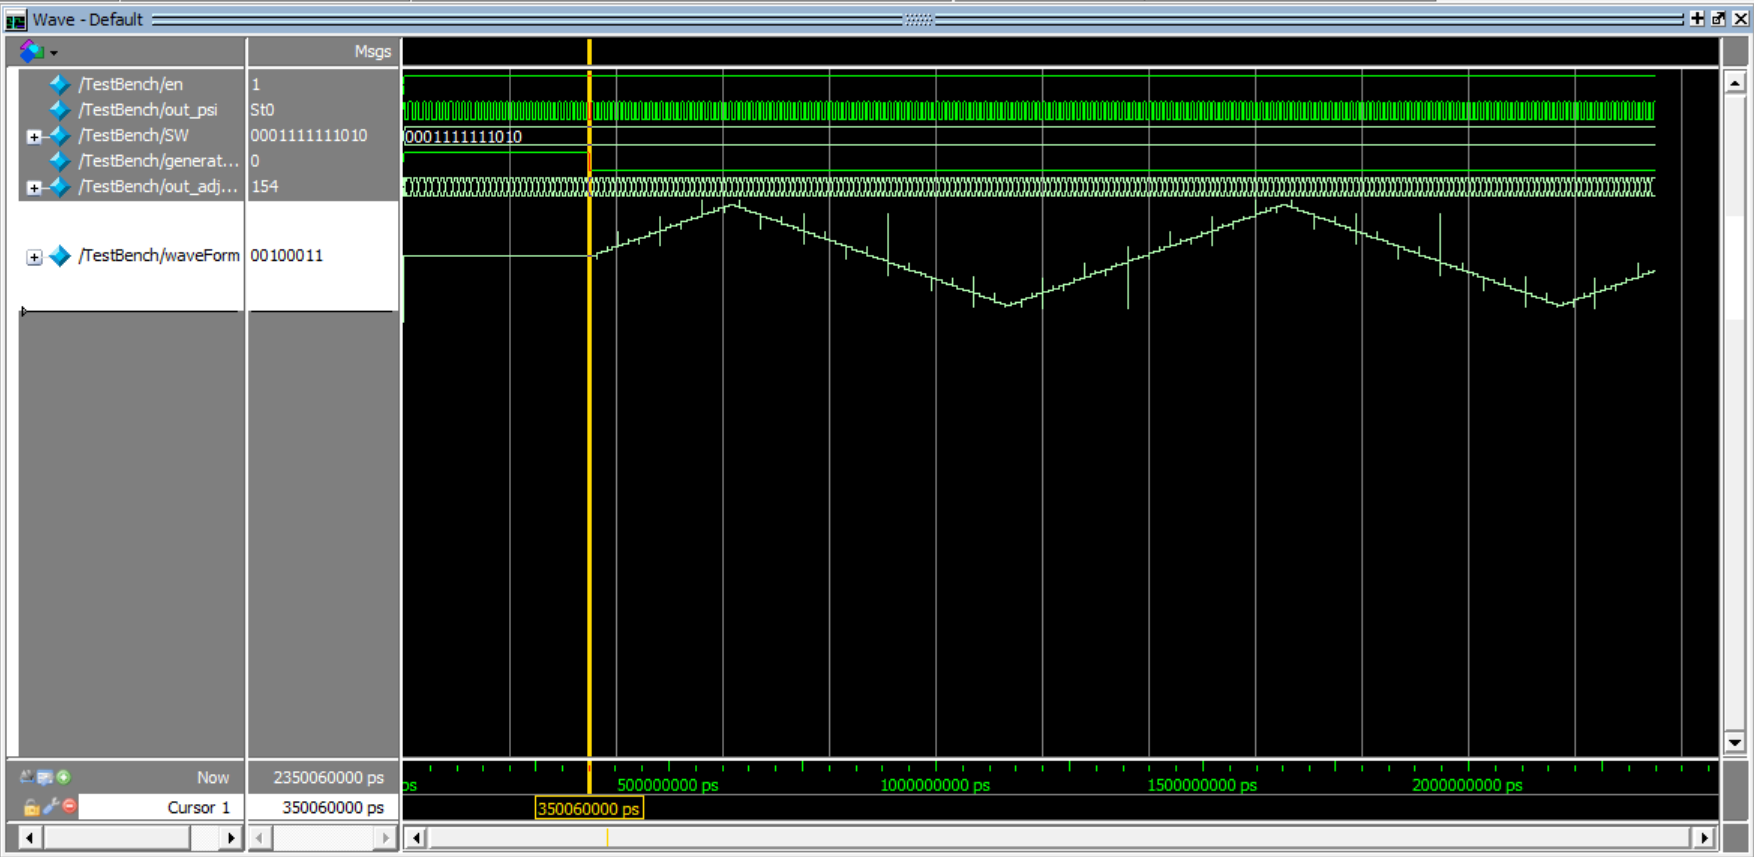 Wave - Default
Msgs
/TestBench/en 1
/TestBench/out_psi St0
/TestBench/SW 0001111111010 0001111111010
/TestBench/generat... 0
/TestBench/out_adj... 154
/TestBench/waveForm 00100011
Now 2350060000 ps ps 500000000 ps 1000000000 ps 1500000000 ps 2000000000 ps
Cursor 1 350060000 ps 350060000 ps